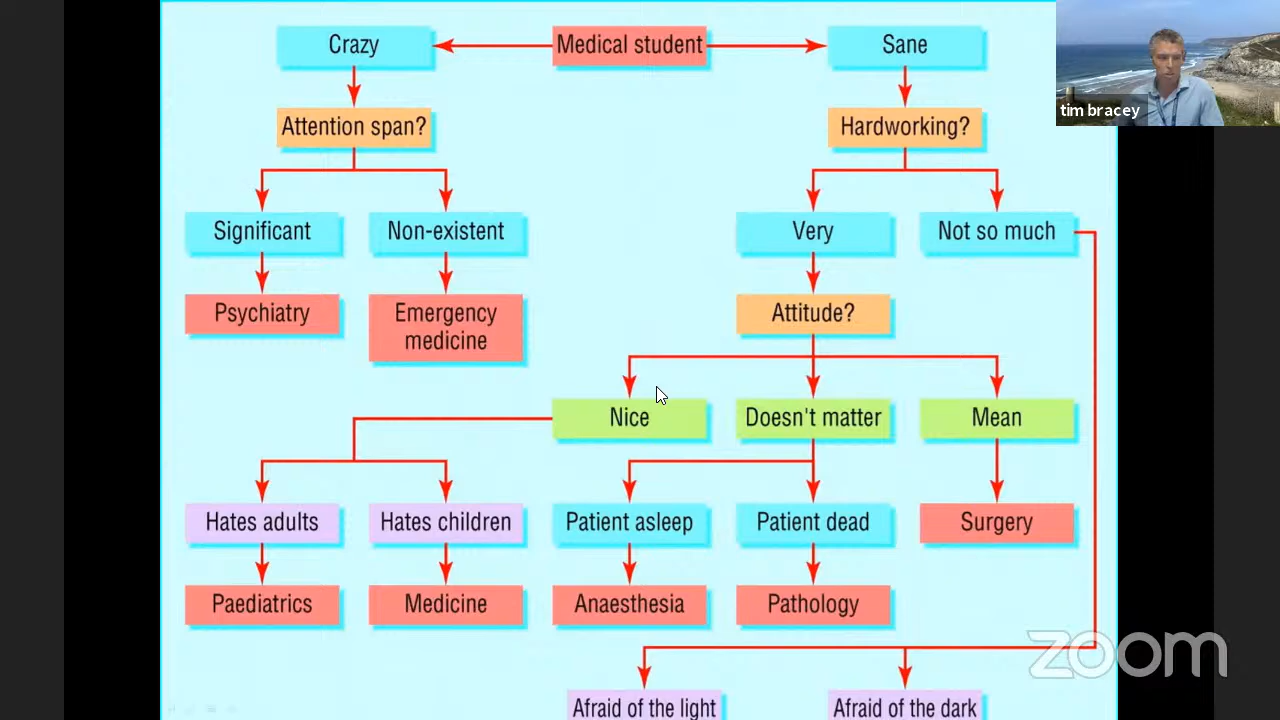 Crazy
Medical student
Sane
tim bracey
Attention span?
Hardworking?
Significant
Non-existent
Very
Not so much
Psychiatry
Emergency
medicine
Attitude?
Nice
Doesn't matter
Mean
Hates adults
Hates children
Patient asleep
Patient dead
Surgery
Paediatrics
Medicine
Anaesthesia
Pathology
zoom
Afraid of the light
Afraid of the dark